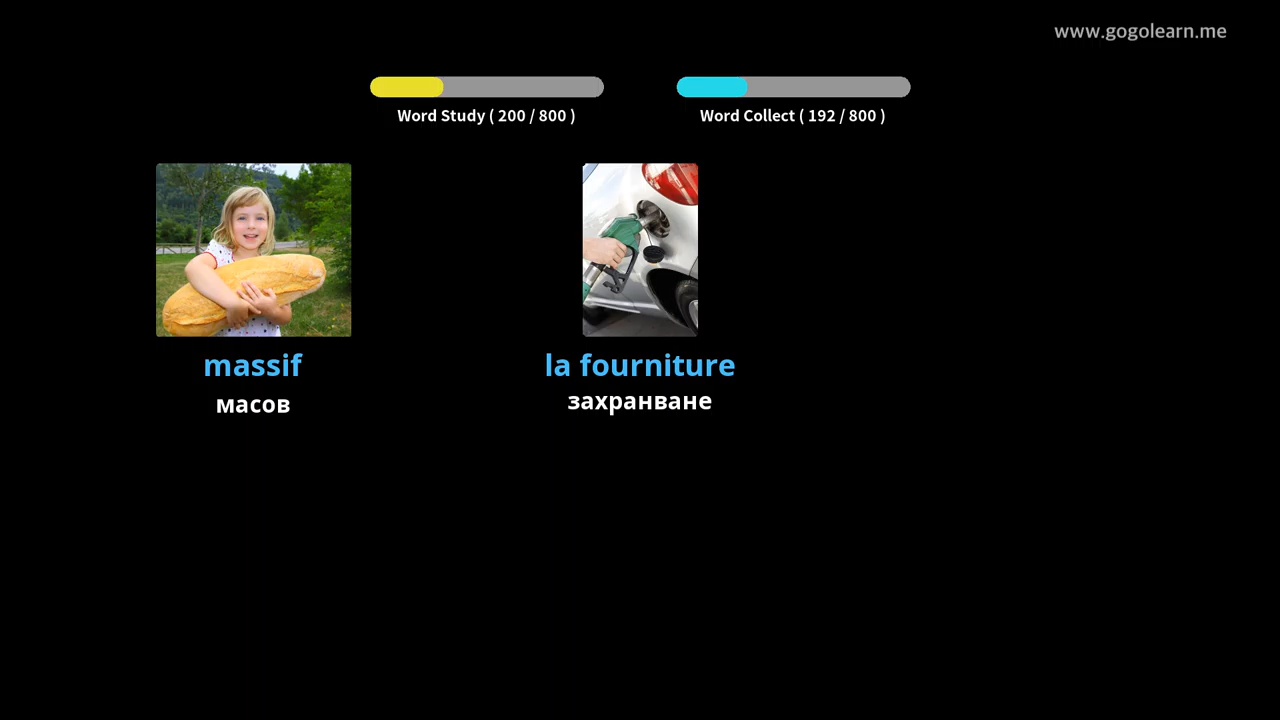 www.gogolearn.me
Word Study ( 200 / 800 )
Word Collect ( 192 / 800 )
massif
масов
la fourniture
захранване